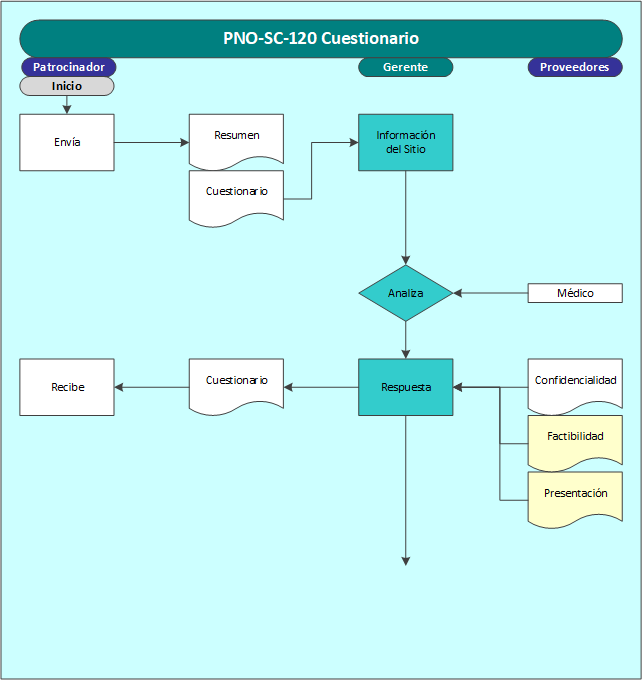 PNO-SC-120 Cuestionario
Patrocinador
Gerente
Proveedores
Inicio
Envía
Resumen
Información
del Sitio
Cuestionario
Analiza
Médico
Recibe
Cuestionario
Respuesta
Confidencialidad
Factibilidad
Presentación